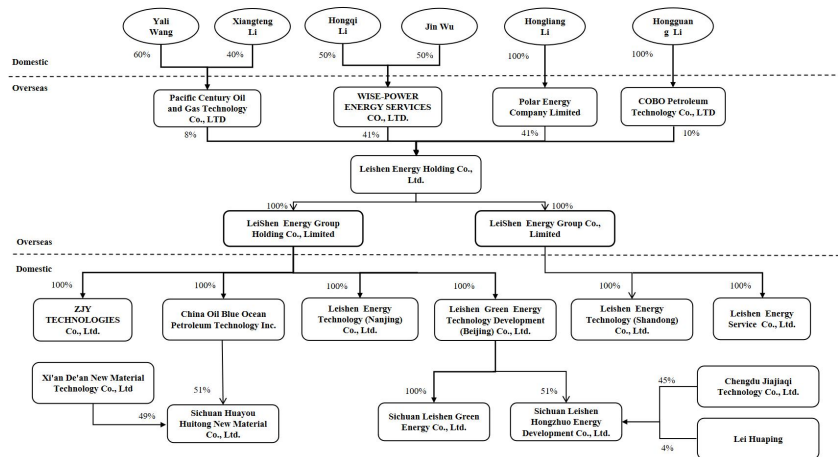 Yali
Wang
Xiangteng
Li
Hongqi
Li
Jin Wu
Hongliang
Li
Hongguan
g Li
60%
40%
50%
50%
100%
100%
Domestic
Overseas
Pacific Century Oil
and Gas Technology
Co., LTD
WISE-POWER
ENERGY SERVICES
CO., LTD.
Polar Energy
Company Limited
COBO Petroleum
Technology Co., LTD
8%
41%
41%
10%
Leishen Energy Holding Co.,
Ltd.
100%
100%
LeiShen Energy Group
Holding Co., Limited
LeiShen Energy Group Co.,
Limited
Overseas
Domestic
100%
100%
100%
100%
100%
100%
ZJY
TECHNOLOGIES
Co., Ltd.
China Oil Blue Ocean
Petroleum Technology Inc.
Leishen Energy
Technology (Nanjing)
Co., Ltd.
Leishen Green Energy
Technology Development
(Beijing) Co., Ltd.
Leishen Energy
Technology (Shandong)
Co., Ltd.
Leishen Energy
Service Co., Ltd.
Xi'an De'an New Material
Technology Co., Ltd
51%
100%
51%
45%
Chengdu Jiajiaqi
Technology Co., Ltd.
49%
Sichuan Huayou
Huitong New Material
Co., Ltd.
Sichuan Leishen Green
Energy Co., Ltd.
Sichuan Leishen
Hongzhuo Energy
Development Co., Ltd.
4%
Lei Huaping